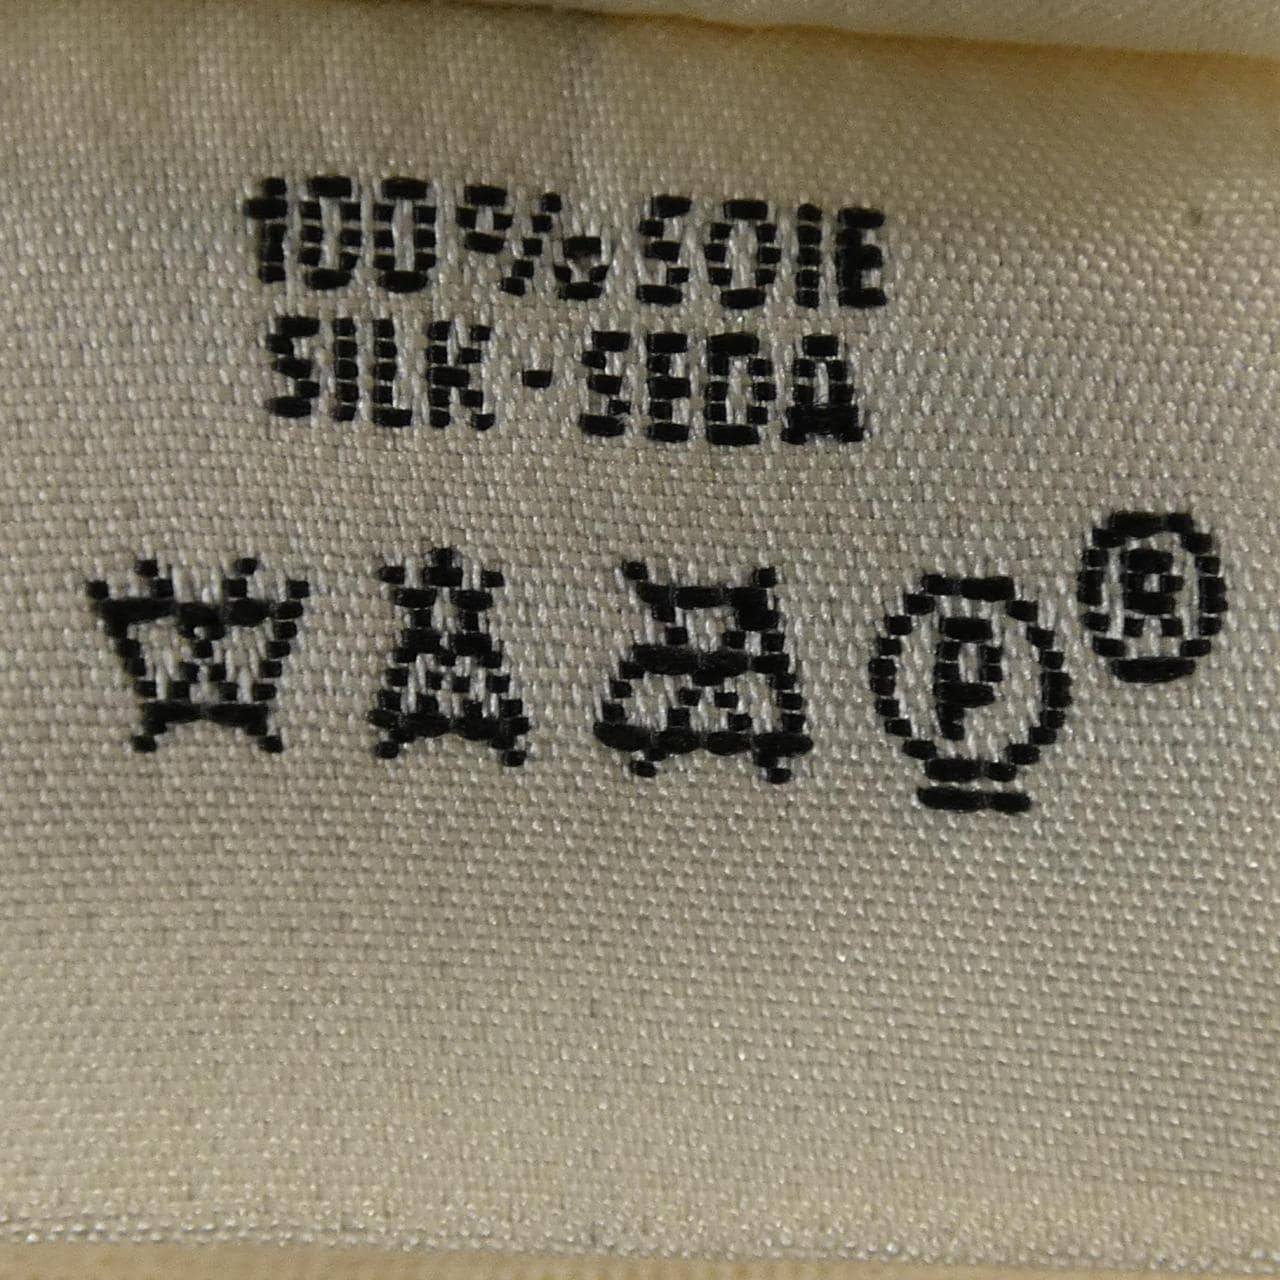 100% SOIE
SILK - SEDA
P ®